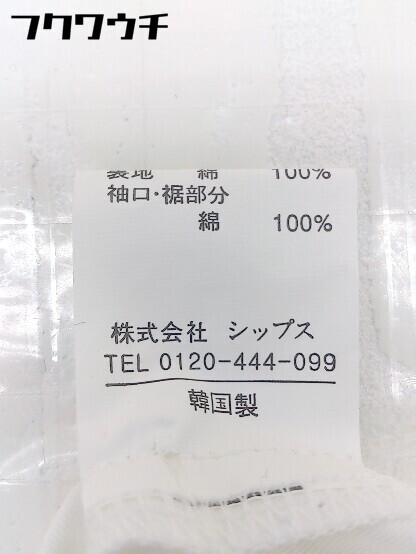 フクワウチ
裏地 綿 100%
袖口・裾部分
綿 100%
株式会社 シップス
TEL 0120-444-099
韓国製